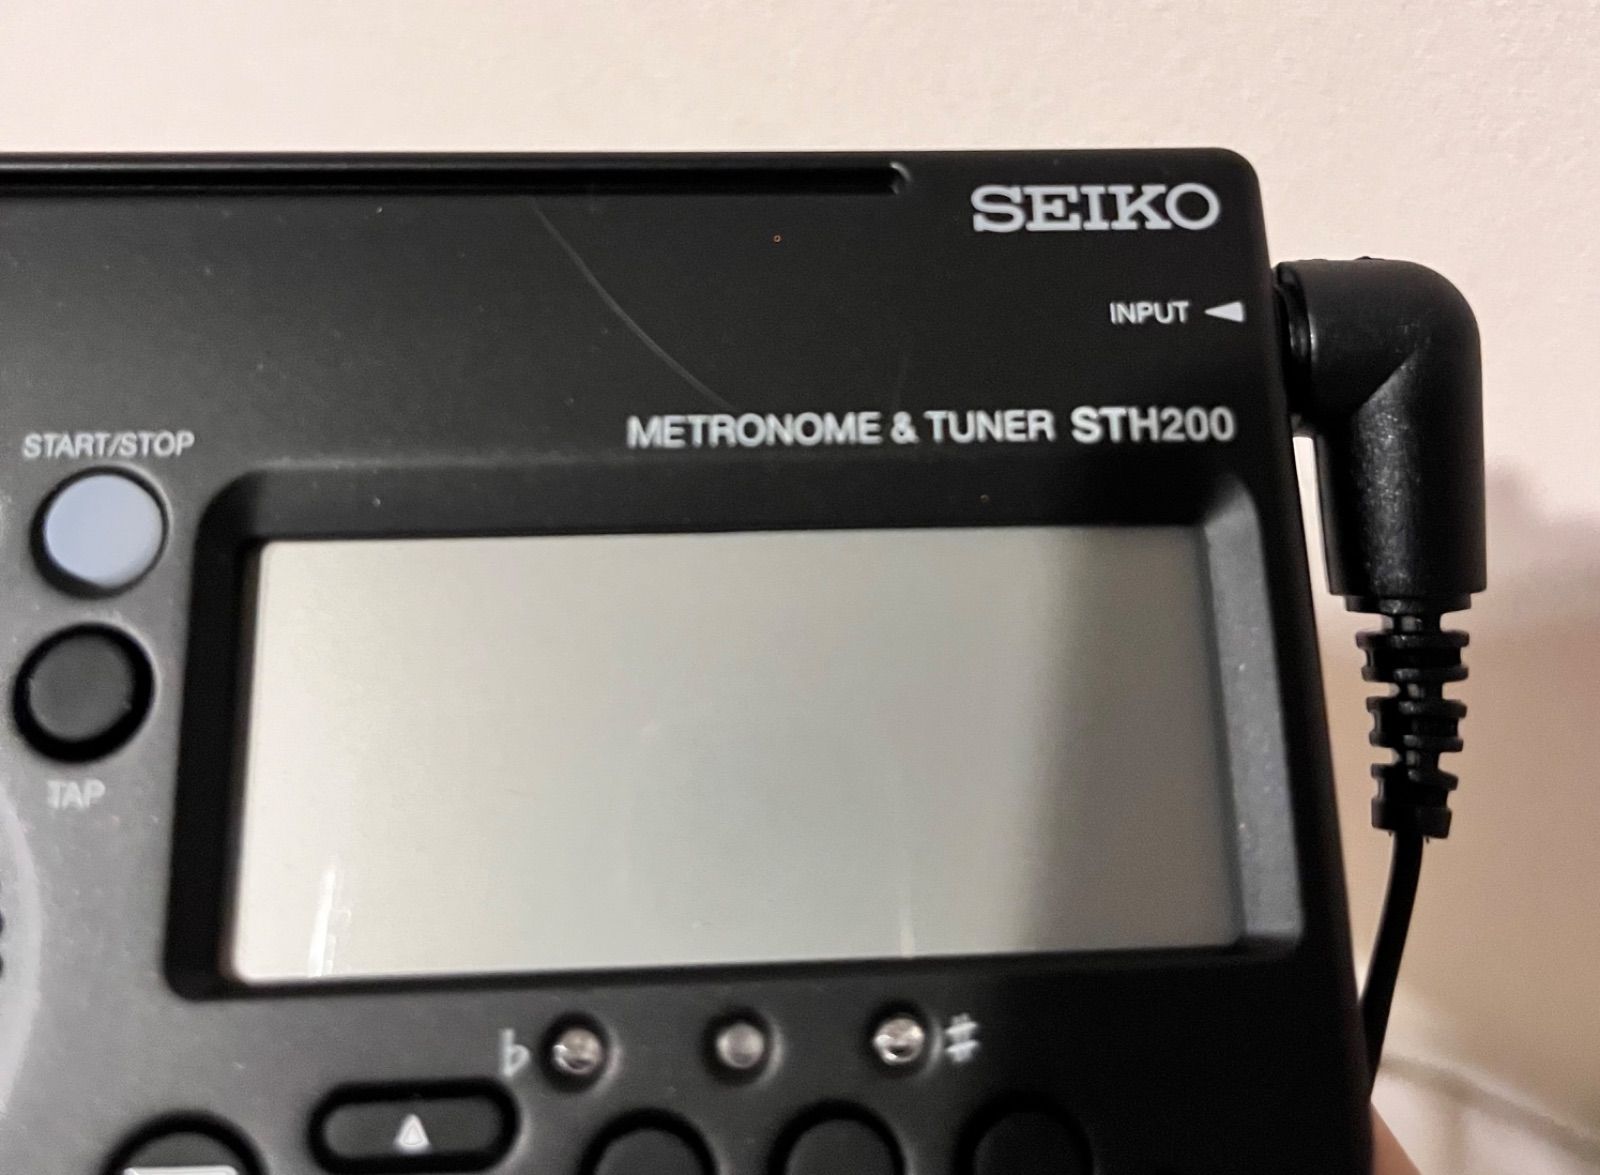 SEIKO
INPUT ◀
METRONOME & TUNER STH200
START/STOP
TAP
♭ #